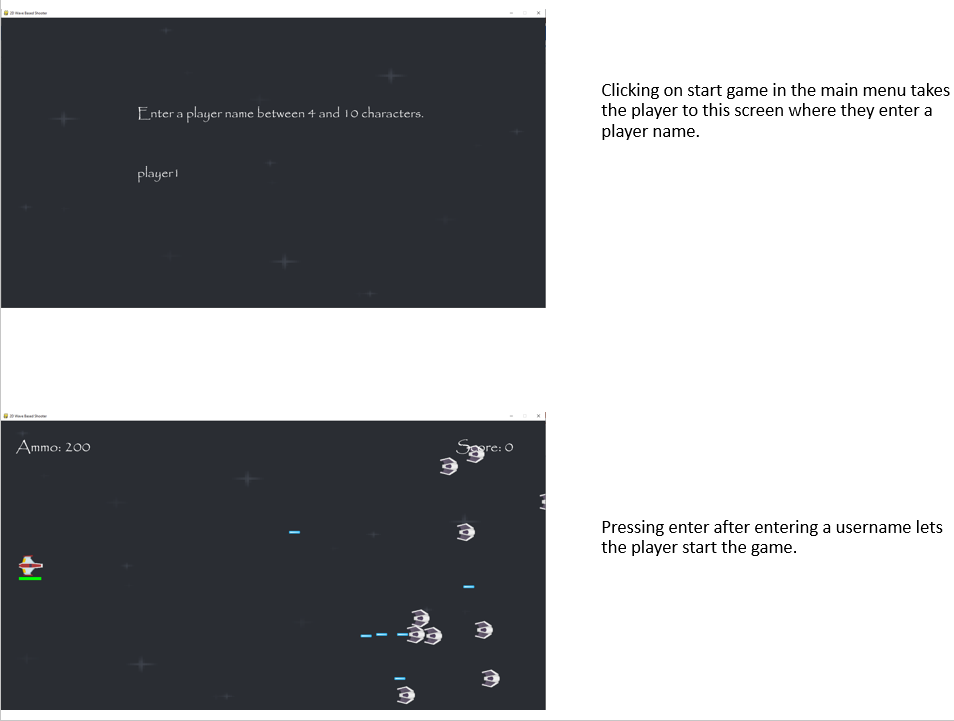 2D Wave Based Shooter
Enter a player name between 4 and 10 characters.
player1
Clicking on start game in the main menu takes
the player to this screen where they enter a
player name.
2D Wave Based Shooter
Ammo: 200
Score: 0
Pressing enter after entering a username lets
the player start the game.